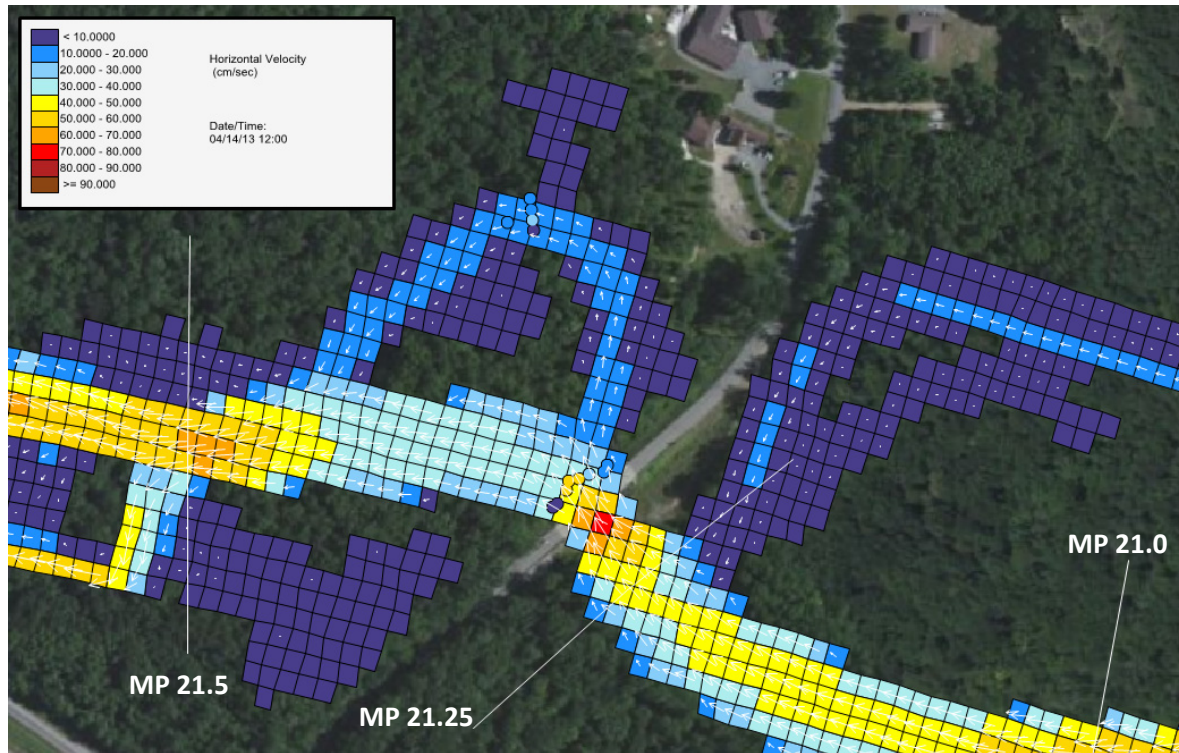 < 10.0000
10.0000 - 20.000
20.000 - 30.000
30.000 - 40.000
40.000 - 50.000
50.000 - 60.000
60.000 - 70.000
70.000 - 80.000
80.000 - 90.000
>= 90.000
Horizontal Velocity
(cm/sec)
Date/Time:
04/14/13 12:00
MP 21.0
MP 21.5
MP 21.25